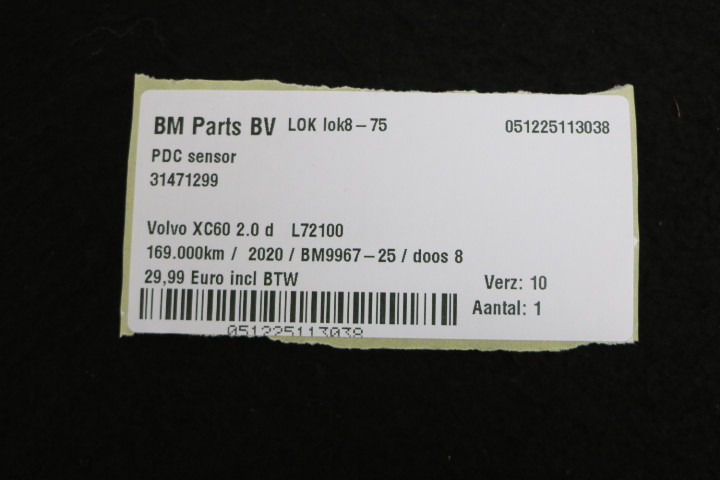 BM Parts BV LOK lok8-75 051225113038
PDC sensor
31471299
Volvo XC60 2.0 d L72100
169.000km / 2020 / BM9967-25 / doos 8
29,99 Euro incl BTW Verz: 10
Aantal: 1
051225113038